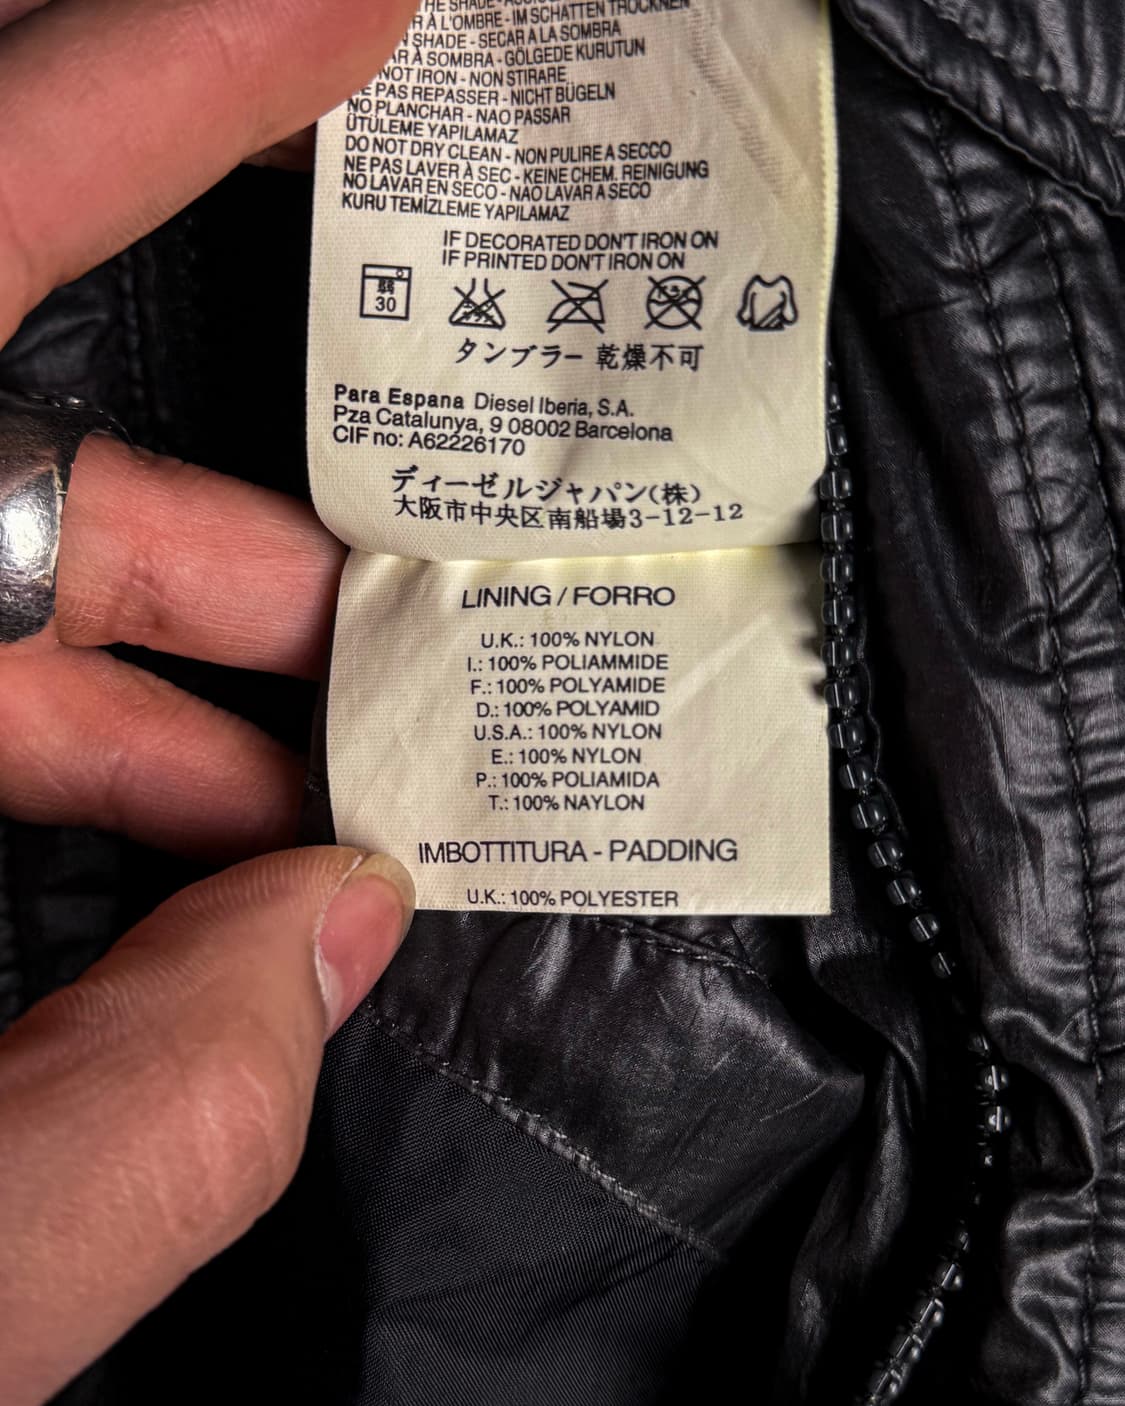 THE SHADE
R À L'OMBRE - IM SCHATTEN TROCKNEN
SHADE - SECAR A LA SOMBRA
AR À SOMBRA - GÖLGEDE KURUTUN
NOT IRON - NON STIRARE
NE PAS REPASSER - NICHT BÜGELN
NO PLANCHAR - NAO PASSAR
ÜTÜLEME YAPILAMAZ
DO NOT DRY CLEAN - NON PULIRE A SECCO
NE PAS LAVER À SEC - KEINE CHEM. REINIGUNG
NO LAVAR EN SECO - NAO LAVAR A SECO
KURU TEMİZLEME YAPILAMAZ
IF DECORATED DON'T IRON ON
IF PRINTED DON'T IRON ON
弱
30
タンブラー 乾燥不可
Para Espana Diesel Iberia, S.A.
Pza Catalunya, 9 08002 Barcelona
CIF no: A62226170
ディーゼルジャパン(株)
大阪市中央区南船場3-12-12
LINING / FORRO
U.K.: 100% NYLON
I.: 100% POLIAMMIDE
F.: 100% POLYAMIDE
D.: 100% POLYAMID
U.S.A.: 100% NYLON
E.: 100% NYLON
P.: 100% POLIAMIDA
T.: 100% NAYLON
IMBOTTITURA - PADDING
U.K.: 100% POLYESTER